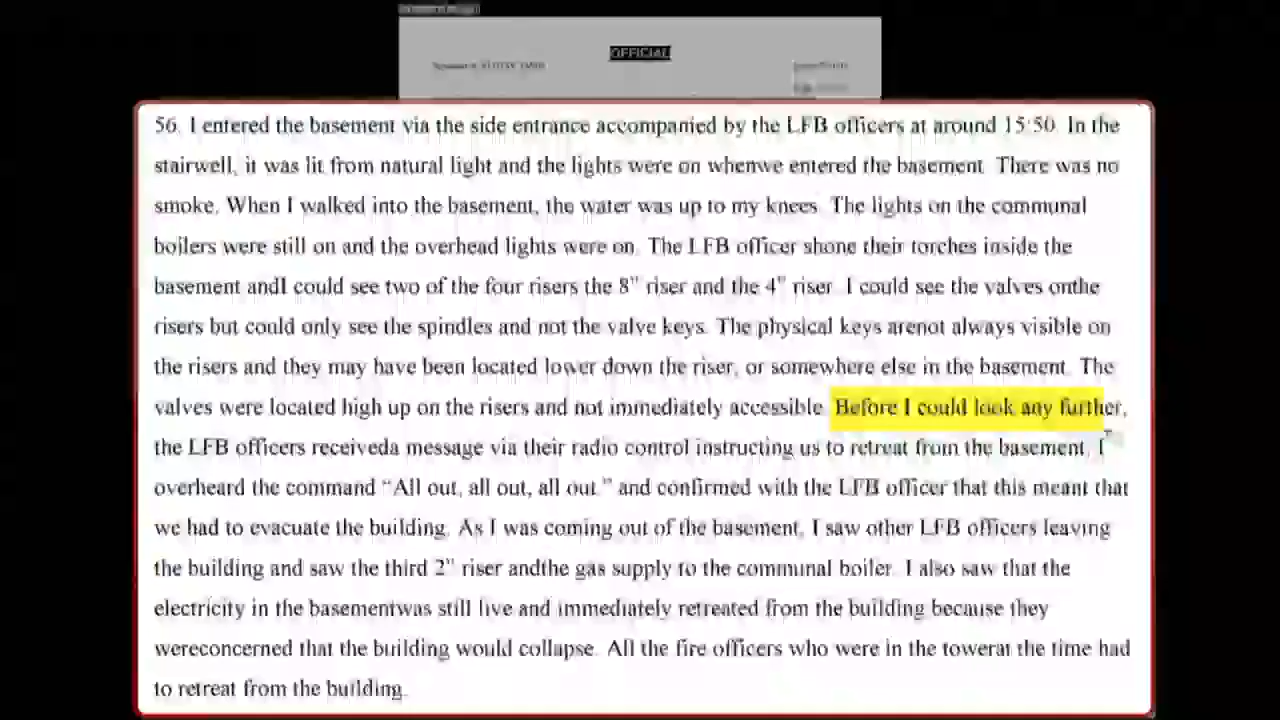 OFFICIAL
56. I entered the basement via the side entrance accompanied by the LFB officers at around 15:50. In the
stairwell, it was lit from natural light and the lights were on whenwe entered the basement. There was no
smoke. When I walked into the basement, the water was up to my knees. The lights on the communal
boilers were still on and the overhead lights were on. The LFB officer shone their torches inside the
basement andI could see two of the four risers the 8" riser and the 4" riser. I could see the valves onthe
risers but could only see the spindles and not the valve keys. The physical keys arenot always visible on
the risers and they may have been located lower down the riser, or somewhere else in the basement. The
valves were located high up on the risers and not immediately accessible. Before I could look any further,
the LFB officers receiveda message via their radio control instructing us to retreat from the basement. I
overheard the command “All out, all out, all out.” and confirmed with the LFB officer that this meant that
we had to evacuate the building. As I was coming out of the basement, I saw other LFB officers leaving
the building and saw the third 2" riser andthe gas supply to the communal boiler. I also saw that the
electricity in the basementwas still live and immediately retreated from the building because they
wereconcerned that the building would collapse. All the fire officers who were in the towerat the time had
to retreat from the building.